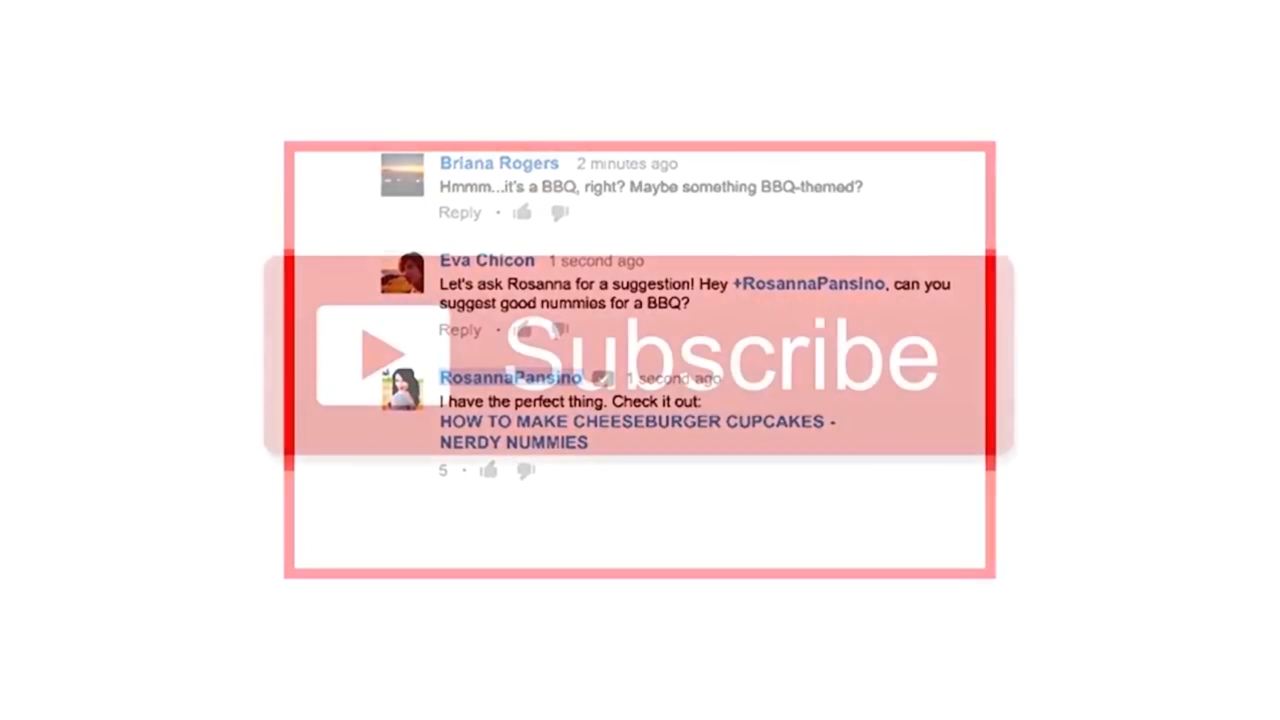 Briana Rogers 2 minutes ago
Hmmm...it's a BBQ, right? Maybe something BBQ-themed?
Reply
Eva Chicon 1 second ago
Let's ask Rosanna for a suggestion! Hey +RosannaPansino, can you
suggest good nummies for a BBQ?
Reply
Subscribe
RosannaPansino 1 second ago
I have the perfect thing. Check it out:
HOW TO MAKE CHEESEBURGER CUPCAKES -
NERDY NUMMIES
5